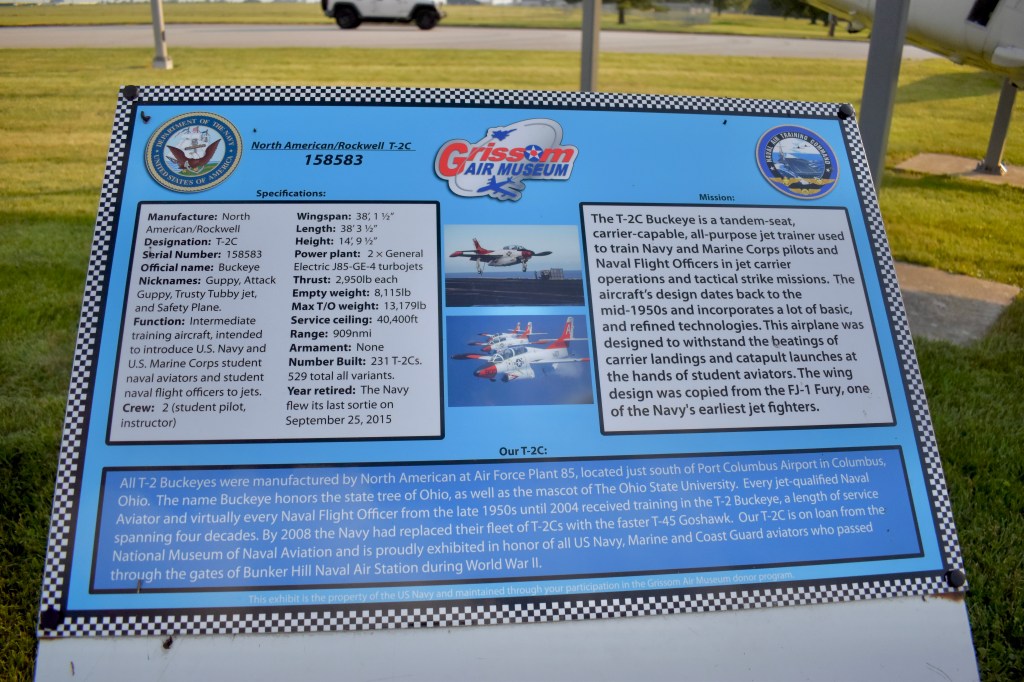 DEPARTMENT OF THE NAVY
UNITED STATES OF AMERICA
North American/Rockwell T-2C
158583
Grissom
AIR MUSEUM
NAVAL AIR TRAINING COMMAND
Specifications:
Manufacture: North
American/Rockwell
Designation: T-2C
Serial Number: 158583
Official name: Buckeye
Nicknames: Guppy, Attack
Guppy, Trusty Tubby jet,
and Safety Plane.
Function: Intermediate
training aircraft, intended
to introduce U.S. Navy and
U.S. Marine Corps student
naval aviators and student
naval flight officers to jets.
Crew: 2 (student pilot,
instructor)
Wingspan: 38', 1 ½"
Length: 38' 3 ½"
Height: 14', 9 ½"
Power plant: 2 × General
Electric J85-GE-4 turbojets
Thrust: 2,950lb each
Empty weight: 8,115lb
Max T/O weight: 13,179lb
Service ceiling: 40,400ft
Range: 909nmi
Armament: None
Number Built: 231 T-2Cs.
529 total all variants.
Year retired: The Navy
flew its last sortie on
September 25, 2015
Mission:
The T-2C Buckeye is a tandem-seat,
carrier-capable, all-purpose jet trainer used
to train Navy and Marine Corps pilots and
Naval Flight Officers in jet carrier
operations and tactical strike missions. The
aircraft's design dates back to the
mid-1950s and incorporates a lot of basic,
and refined technologies. This airplane was
designed to withstand the beatings of
carrier landings and catapult launches at
the hands of student aviators. The wing
design was copied from the FJ-1 Fury, one
of the Navy's earliest jet fighters.
Our T-2C:
All T-2 Buckeyes were manufactured by North American at Air Force Plant 85, located just south of Port Columbus Airport in Columbus,
Ohio. The name Buckeye honors the state tree of Ohio, as well as the mascot of The Ohio State University. Every jet-qualified Naval
Aviator and virtually every Naval Flight Officer from the late 1950s until 2004 received training in the T-2 Buckeye, a length of service
spanning four decades. By 2008 the Navy had replaced their fleet of T-2Cs with the faster T-45 Goshawk. Our T-2C is on loan from the
National Museum of Naval Aviation and is proudly exhibited in honor of all US Navy, Marine and Coast Guard aviators who passed
through the gates of Bunker Hill Naval Air Station during World War II.
This exhibit is the property of the US Navy and maintained through your participation in the Grissom Air Museum donor program.